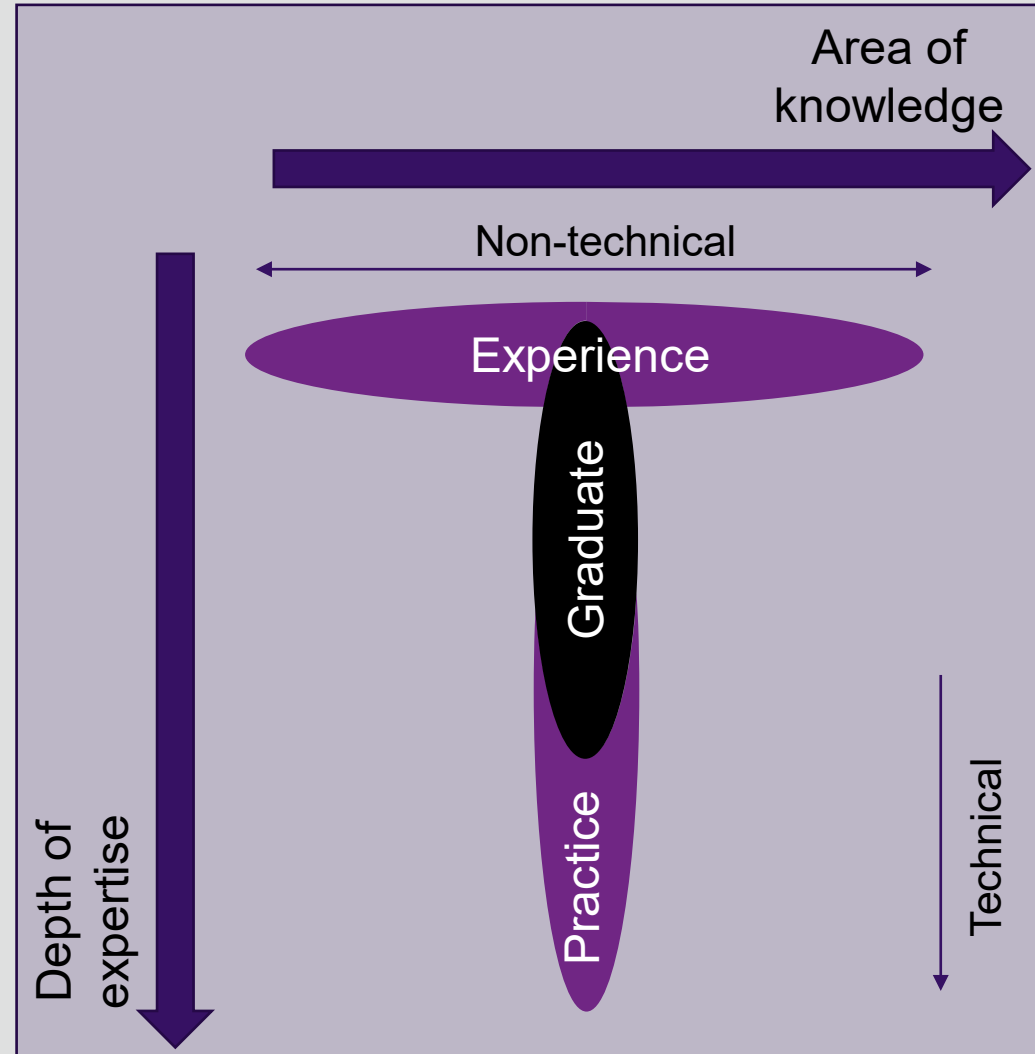 Area of
knowledge
Non-technical
Experience
Graduate
Practice
Depth of
expertise
Technical